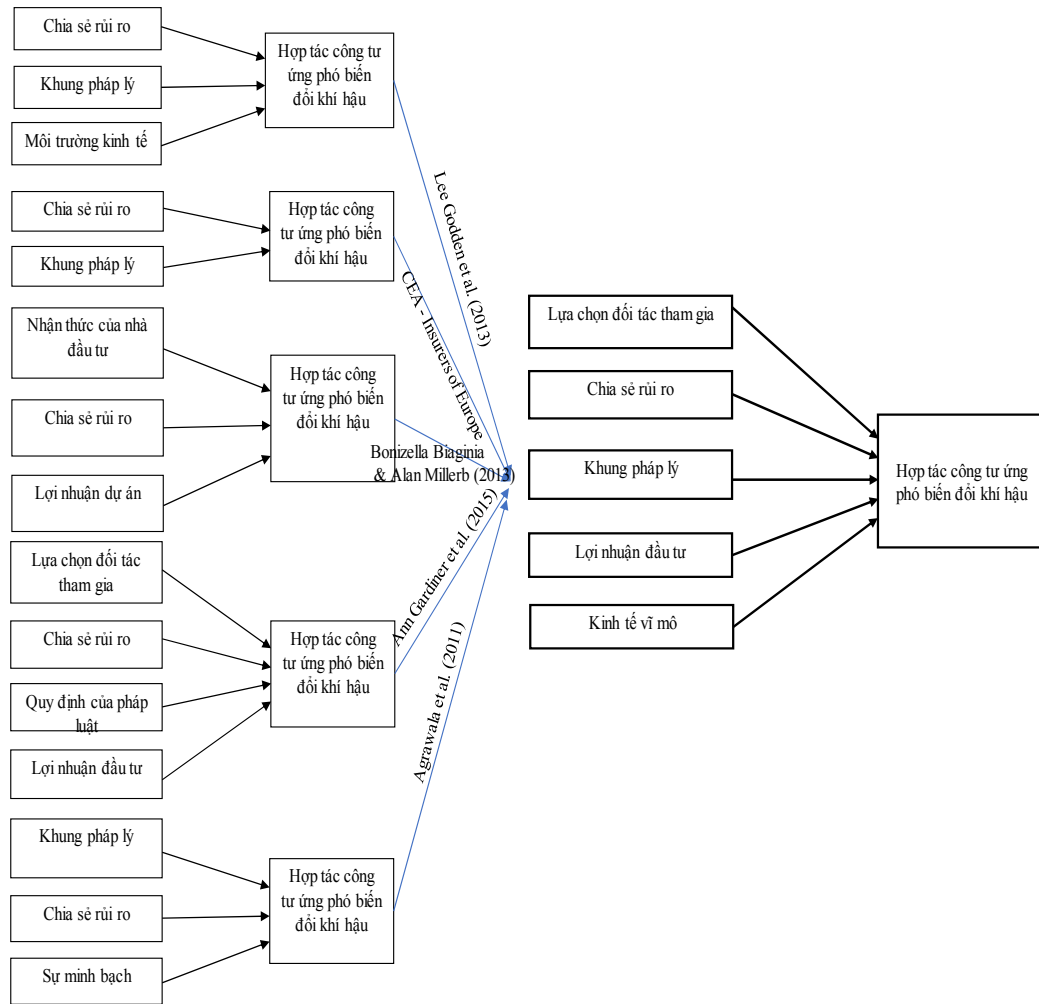 Chia sẻ rủi ro
Khung pháp lý
Môi trường kinh tế
Hợp tác công tư
ứng phó biến
đổi khí hậu
Chia sẻ rủi ro
Khung pháp lý
Hợp tác công
tư ứng phó biến
đổi khí hậu
Nhận thức của nhà
đầu tư
Chia sẻ rủi ro
Lợi nhuận dự án
Hợp tác công
tư ứng phó biến
đổi khí hậu
Lựa chọn đối tác
tham gia
Chia sẻ rủi ro
Quy định của pháp
luật
Lợi nhuận đầu tư
Hợp tác công
tư ứng phó biến
đổi khí hậu
Khung pháp lý
Chia sẻ rủi ro
Sự minh bạch
Hợp tác công
tư ứng phó biến
đổi khí hậu
Lee Godden et al. (2013)
CEA - Insurers of Europe
Bonizella Biaginia
& Alan Millerb (2013)
Ann Gardiner et al. (2015)
Agrawala et al. (2011)
Lựa chọn đối tác tham gia
Chia sẻ rủi ro
Khung pháp lý
Lợi nhuận đầu tư
Kinh tế vĩ mô
Hợp tác công tư ứng
phó biến đổi khí hậu